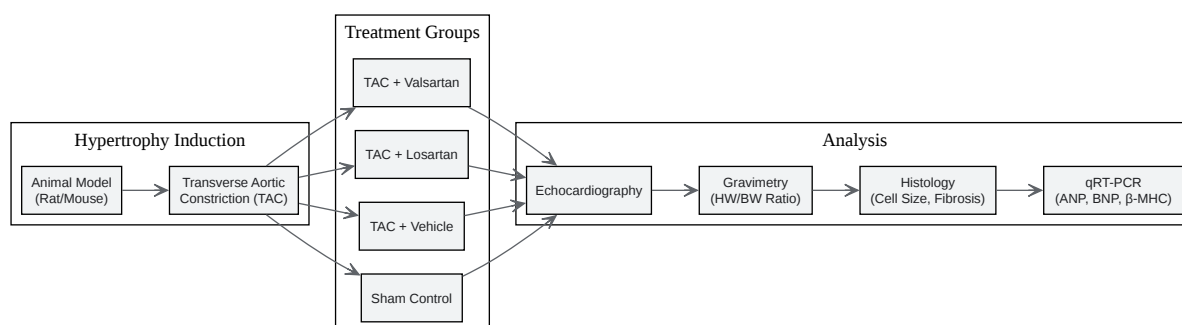 Hypertrophy Induction
Animal Model
(Rat/Mouse)
Transverse Aortic
Constriction (TAC)
Treatment Groups
TAC + Valsartan
TAC + Losartan
TAC + Vehicle
Sham Control
Analysis
Echocardiography
Gravimetry
(HW/BW Ratio)
Histology
(Cell Size, Fibrosis)
qRT-PCR
(ANP, BNP, β-MHC)